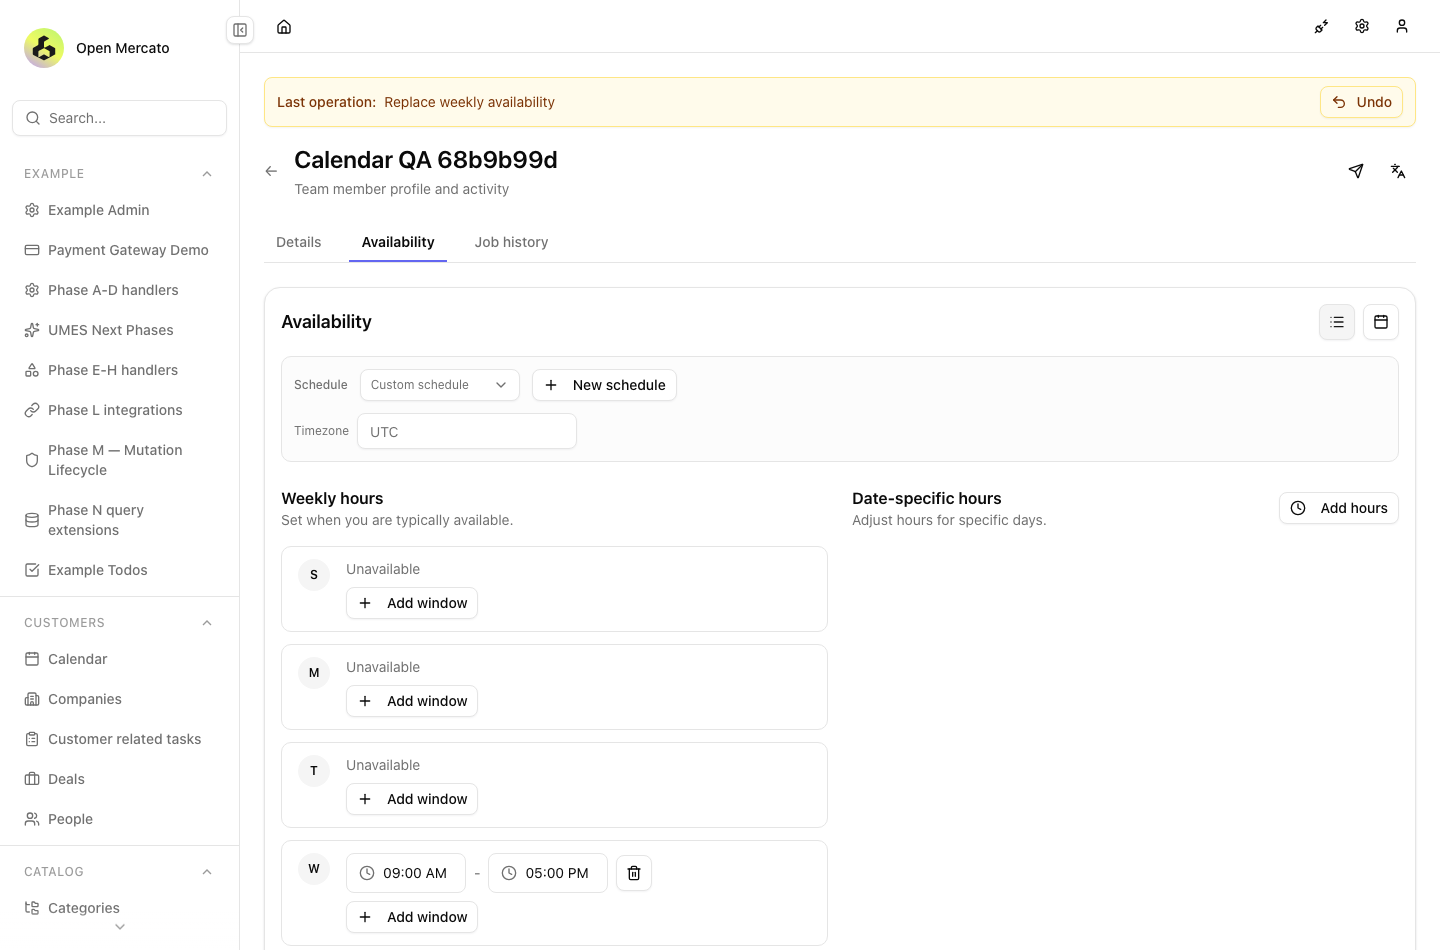 Open Mercato
Search...
EXAMPLE
Example Admin
Payment Gateway Demo
Phase A-D handlers
UMES Next Phases
Phase E-H handlers
Phase L integrations
Phase M — Mutation
Lifecycle
Phase N query
extensions
Example Todos
CUSTOMERS
Calendar
Companies
Customer related tasks
Deals
People
CATALOG
Categories
Last operation: Replace weekly availability
Undo
Calendar QA 68b9b99d
Team member profile and activity
Details
Availability
Job history
Availability
Schedule
Custom schedule
New schedule
Timezone
UTC
Weekly hours
Set when you are typically available.
Date-specific hours
Adjust hours for specific days.
Add hours
S
Unavailable
Add window
M
Unavailable
Add window
T
Unavailable
Add window
W
09:00 AM - 05:00 PM
Add window